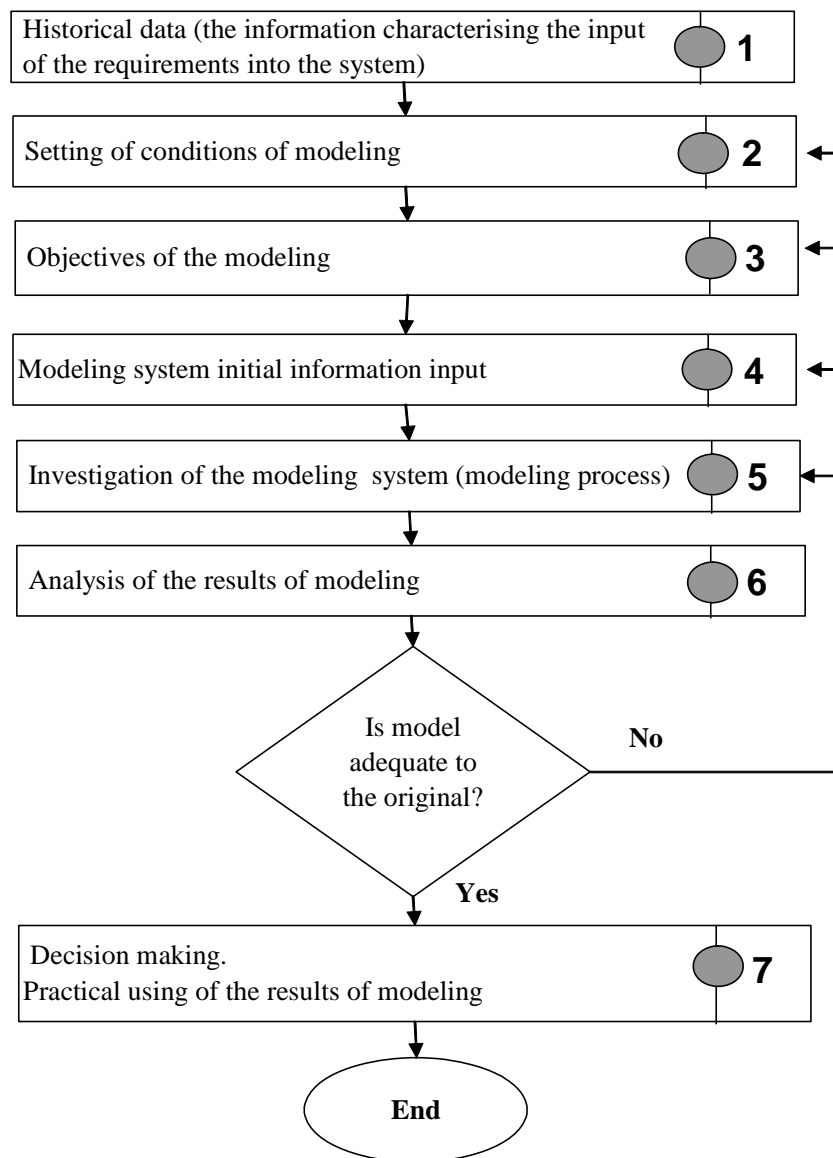 Historical data (the information characterising the input
of the requirements into the system)
1
Setting of conditions of modeling
2
Objectives of the modeling
3
Modeling system initial information input
4
Investigation of the modeling system (modeling process)
5
Analysis of the results of modeling
6
Is model
adequate to
the original?
No
Yes
Decision making.
Practical using of the results of modeling
7
End